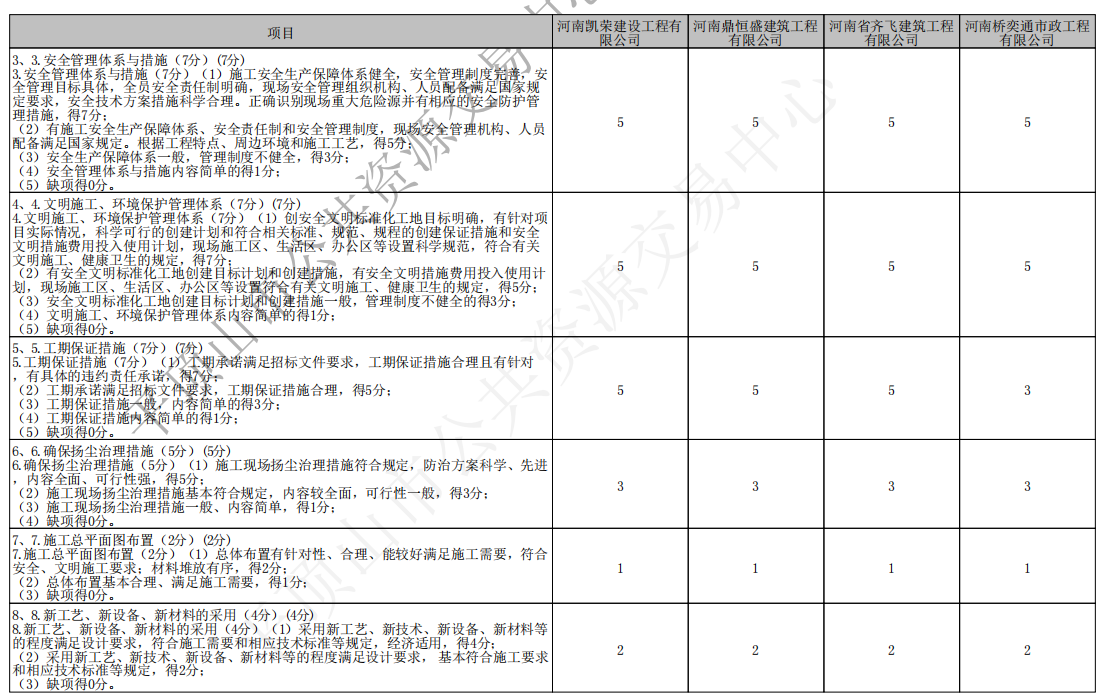 项目
河南凯荣建设工程有
限公司
河南鼎恒盛建筑工程
有限公司
河南省齐飞建筑工程
有限公司
河南桥奕通市政工程
有限公司
3、3.安全管理体系与措施（7分）(7分)
3.安全管理体系与措施（7分）（1）施工安全生产保障体系健全，安全管理制度完善，安
全管理目标具体，全员安全责任制明确，现场安全管理组织机构、人员配备满足国家规
定要求，安全技术方案措施科学合理。正确识别现场重大危险源并有相应的安全防护管
理措施，得7分；
（2）有施工安全生产保障体系、安全责任制和安全管理制度，现场安全管理机构、人员
配备满足国家规定。根据工程特点、周边环境和施工工艺，得5分；
（3）安全生产保障体系一般，管理制度不健全，得3分；
（4）安全管理体系与措施内容简单的得1分；
（5）缺项得0分。
5
5
5
5
4、4.文明施工、环境保护管理体系（7分）(7分)
4.文明施工、环境保护管理体系（7分）（1）创安全文明标准化工地目标明确，有针对项
目实际情况，科学可行的创建计划和符合相关标准、规范、规程的创建保证措施和安全
文明措施费用投入使用计划，现场施工区、生活区、办公区等设置科学规范，符合有关
文明施工、健康卫生的规定，得7分；
（2）有安全文明标准化工地创建目标计划和创建措施，有安全文明措施费用投入使用计
划，现场施工区、生活区、办公区等设置符合有关文明施工、健康卫生的规定，得5分；
（3）安全文明标准化工地创建目标计划和创建措施一般，管理制度不健全的得3分；
（4）文明施工、环境保护管理体系内容简单的得1分；
（5）缺项得0分。
5
5
5
5
5、5.工期保证措施（7分）(7分)
5.工期保证措施（7分）（1）工期承诺满足招标文件要求，工期保证措施合理且有针对
，有具体的违约责任承诺，得7分；
（2）工期承诺满足招标文件要求，工期保证措施合理，得5分；
（3）工期保证措施一般，内容简单的得3分；
（4）工期保证措施内容简单的得1分；
（5）缺项得0分。
5
5
5
3
6、6.确保扬尘治理措施（5分）(5分)
6.确保扬尘治理措施（5分）（1）施工现场扬尘治理措施符合规定，防治方案科学、先进
，内容全面、可行性强，得5分；
（2）施工现场扬尘治理措施基本符合规定，内容较全面，可行性一般，得3分；
（3）施工现场扬尘治理措施一般、内容简单，得1分；
（4）缺项得0分。
3
3
3
3
7、7.施工总平面图布置（2分）(2分)
7.施工总平面图布置（2分）（1）总体布置有针对性、合理、能较好满足施工需要，符合
安全、文明施工要求；材料堆放有序，得2分；
（2）总体布置基本合理、满足施工需要，得1分；
（3）缺项得0分。
1
1
1
1
8、8.新工艺、新设备、新材料的采用（4分）(4分)
8.新工艺、新设备、新材料的采用（4分）（1）采用新工艺、新技术、新设备、新材料等
的程度满足设计要求，符合施工需要和相应技术标准等规定，经济适用，得4分；
（2）采用新工艺、新技术、新设备、新材料等的程度满足设计要求， 基本符合施工要求
和相应技术标准等规定，得2分；
（3）缺项得0分。
2
2
2
2
平顶山市公共资源交易中心
顶山市公共资源交易中心